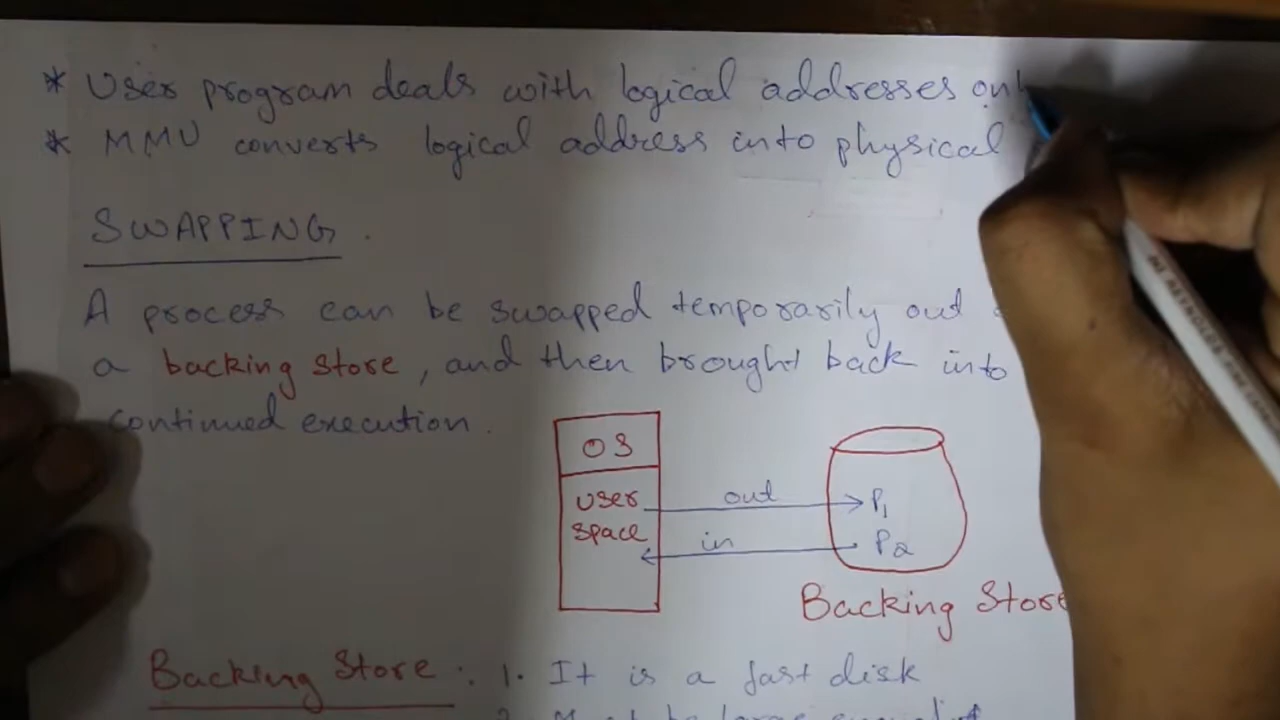 * User program deals with logical addresses
* MMU converts logical address into physical
SWAPPING.
A process can be swapped temporarily out
a backing store, and then brought back into
continued execution.
OS
user
space
out
in
P1
P2
Backing Store
Backing Store : 1. It is a fast disk